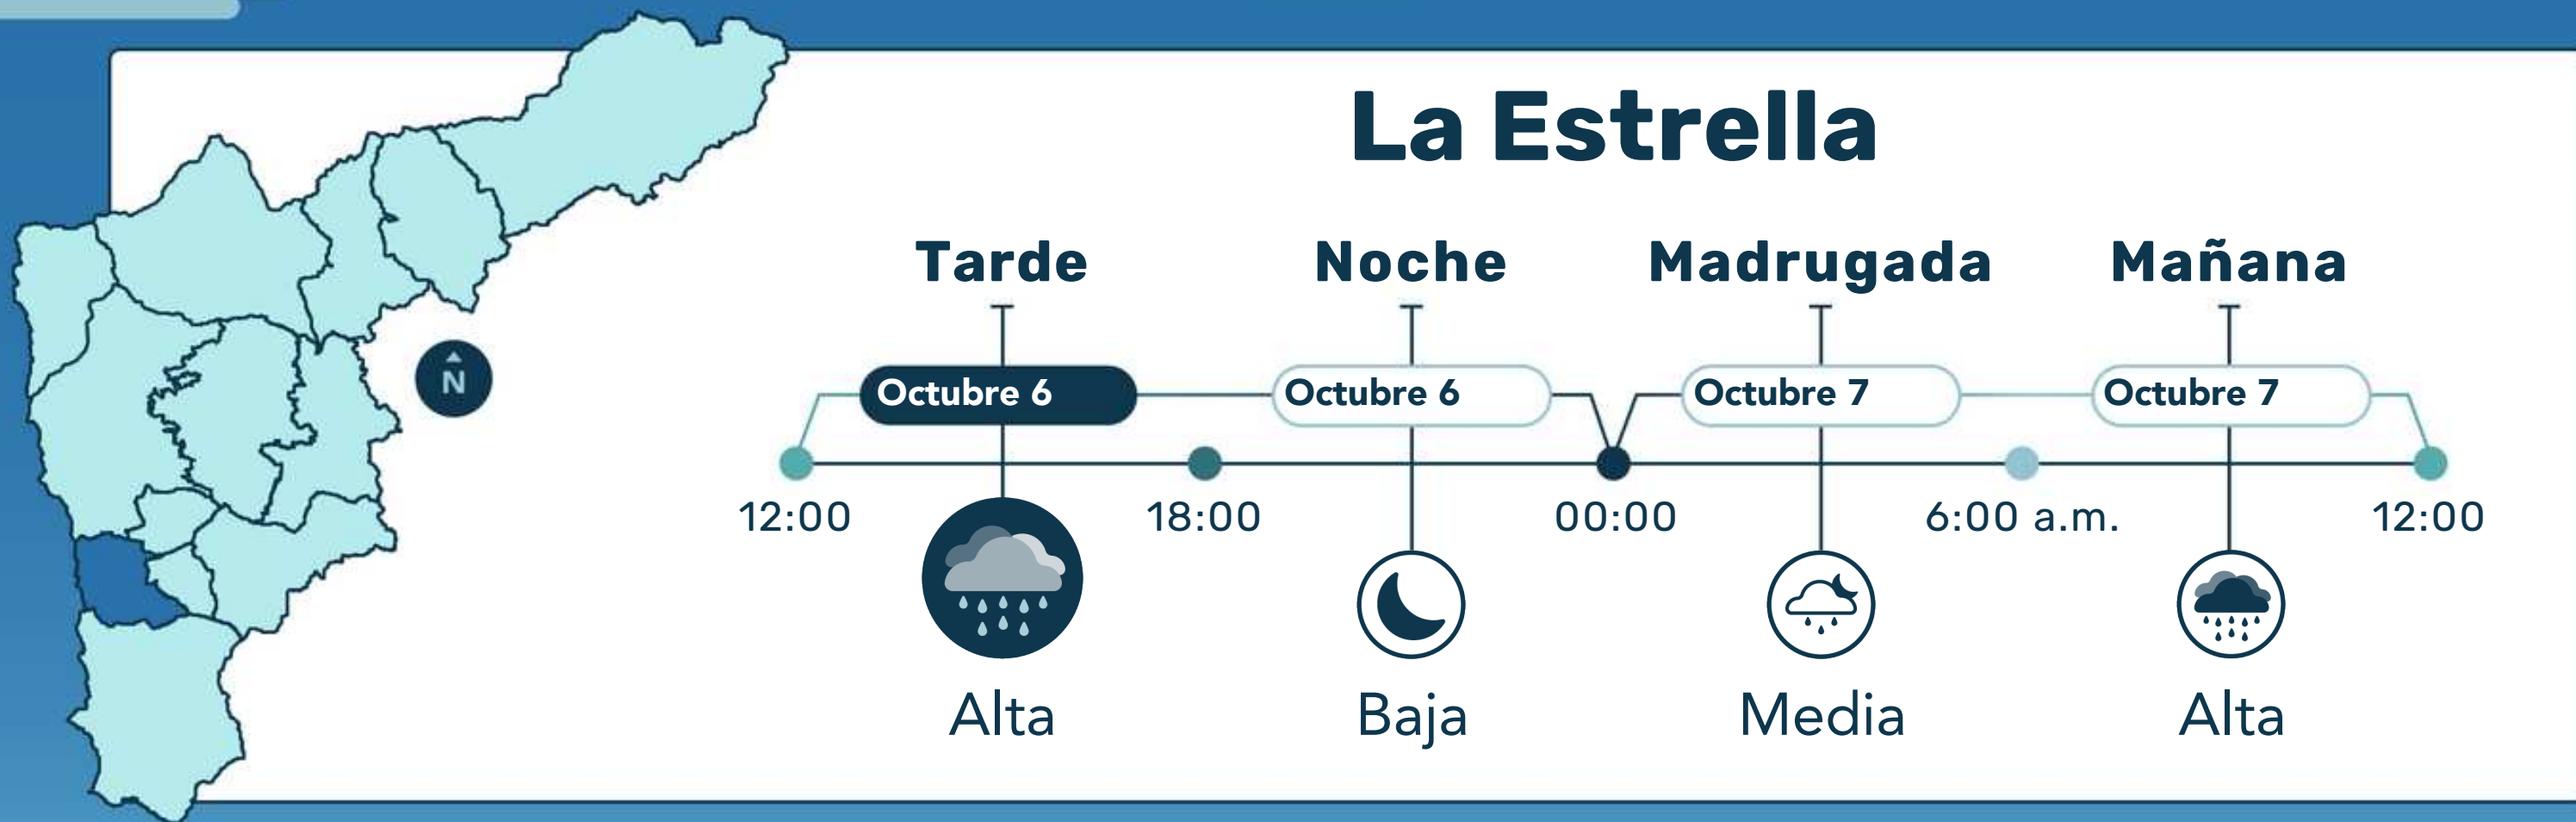 La Estrella
Tarde Noche Madrugada Mañana
N
Octubre 6 Octubre 6 Octubre 7 Octubre 7
12:00 18:00 00:00 6:00 a.m. 12:00
Alta Baja Media Alta